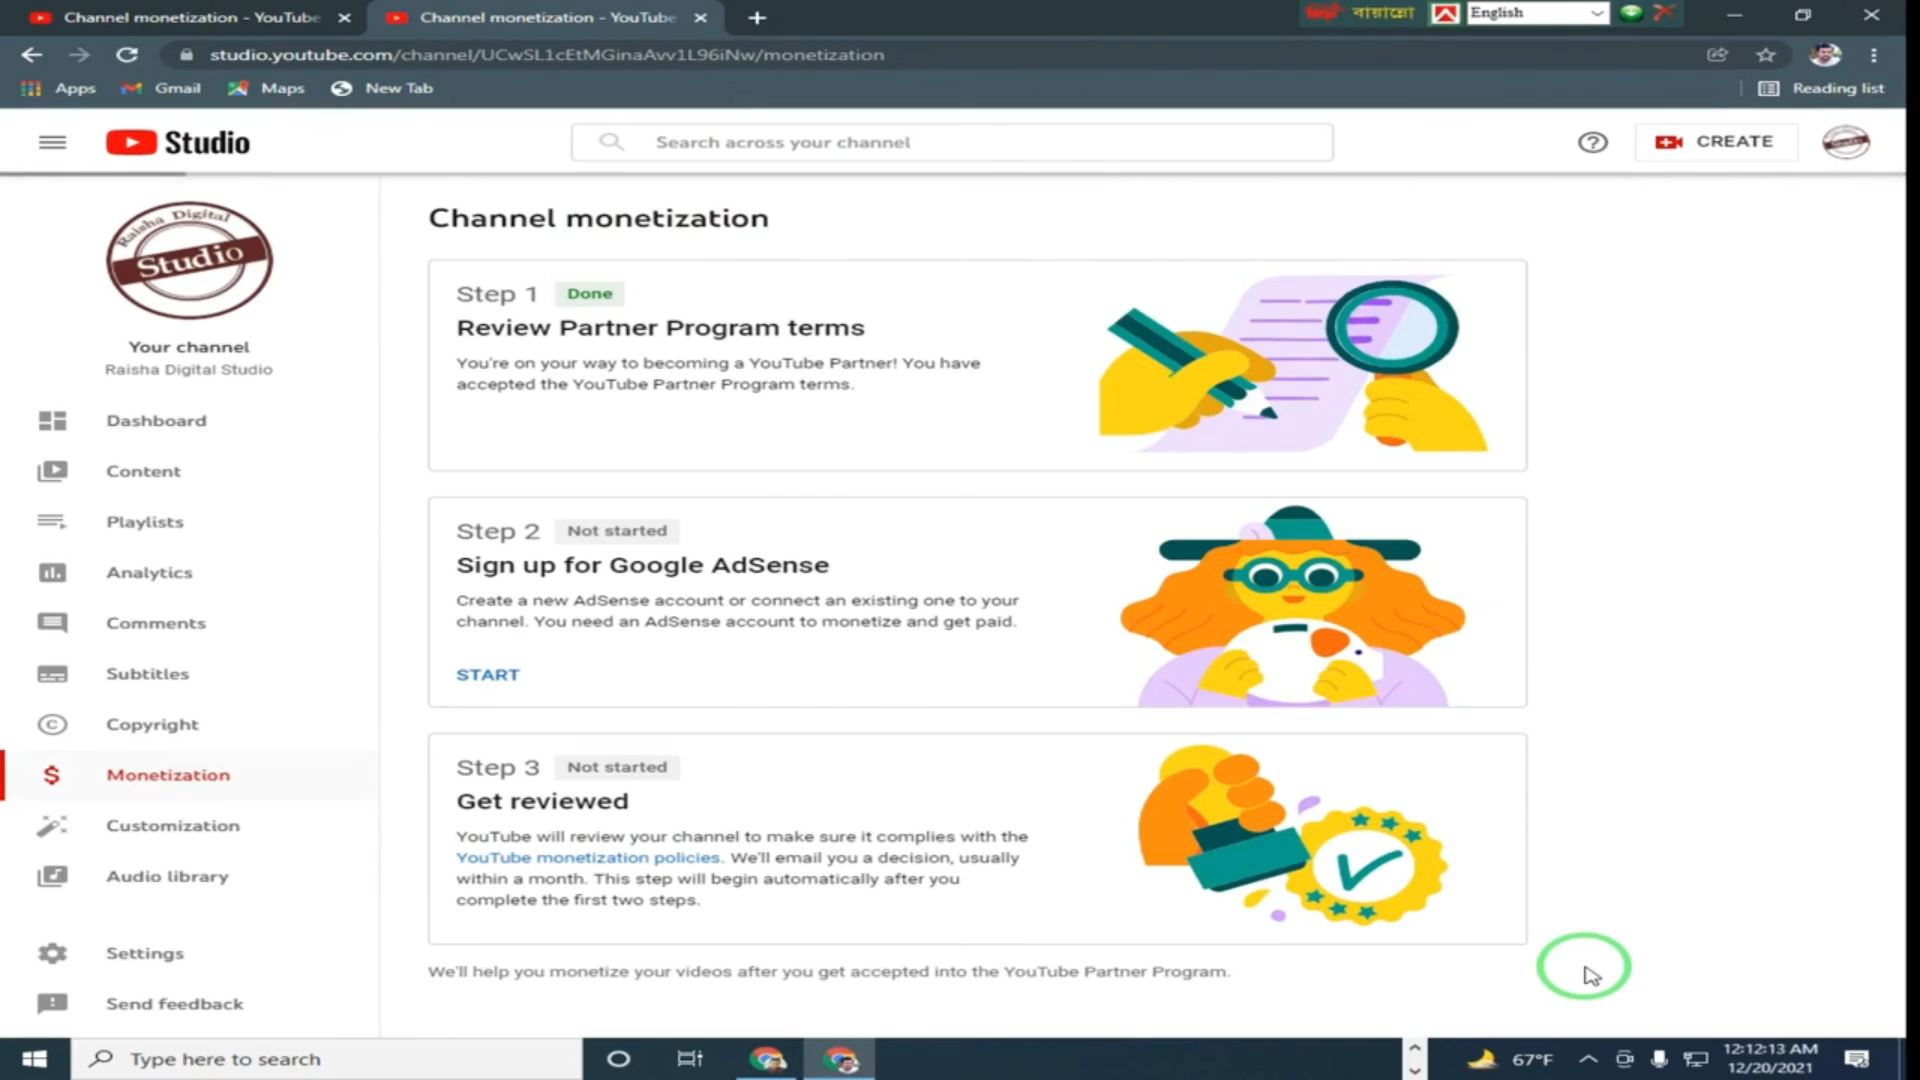 Channel monetization - YouTube
Channel monetization - YouTube
বায়ান্নো
English
studio.youtube.com/channel/UCwSL1cEtMGinaAvv1L96iNw/monetization
Apps
Gmail
Maps
New Tab
Reading list
Studio
Search across your channel
CREATE
Raisha Digital
Studio
Your channel
Raisha Digital Studio
Dashboard
Content
Playlists
Analytics
Comments
Subtitles
Copyright
Monetization
Customization
Audio library
Settings
Send feedback
Channel monetization
Step 1 Done
Review Partner Program terms
You're on your way to becoming a YouTube Partner! You have
accepted the YouTube Partner Program terms.
Step 2 Not started
Sign up for Google AdSense
Create a new AdSense account or connect an existing one to your
channel. You need an AdSense account to monetize and get paid.
START
Step 3 Not started
Get reviewed
YouTube will review your channel to make sure it complies with the
YouTube monetization policies. We'll email you a decision, usually
within a month. This step will begin automatically after you
complete the first two steps.
We'll help you monetize your videos after you get accepted into the YouTube Partner Program.
Type here to search
67°F
12:12:13 AM
12/20/2021